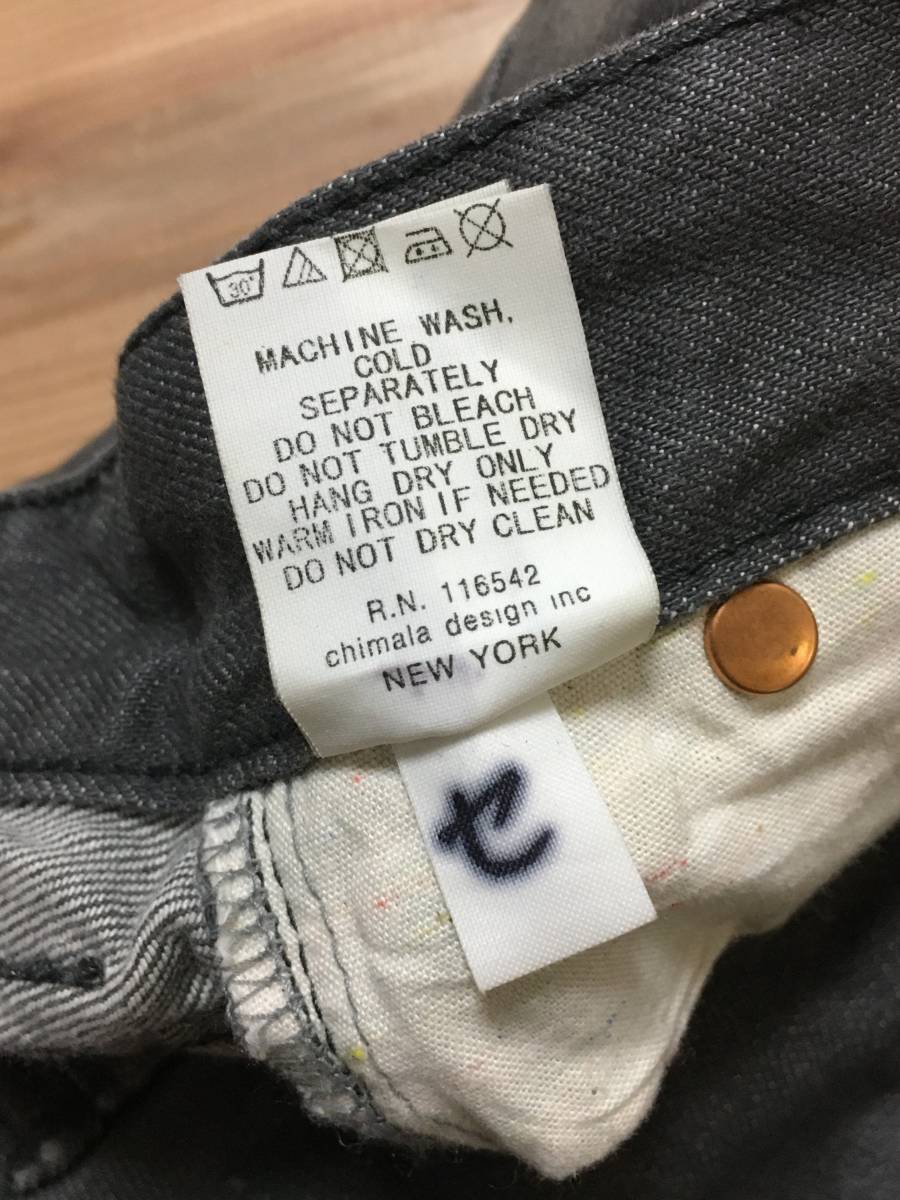 30°
MACHINE WASH,
COLD
SEPARATELY
DO NOT BLEACH
DO NOT TUMBLE DRY
HANG DRY ONLY
WARM IRON IF NEEDED
DO NOT DRY CLEAN
R.N. 116542
chimala design inc
NEW YORK
セ